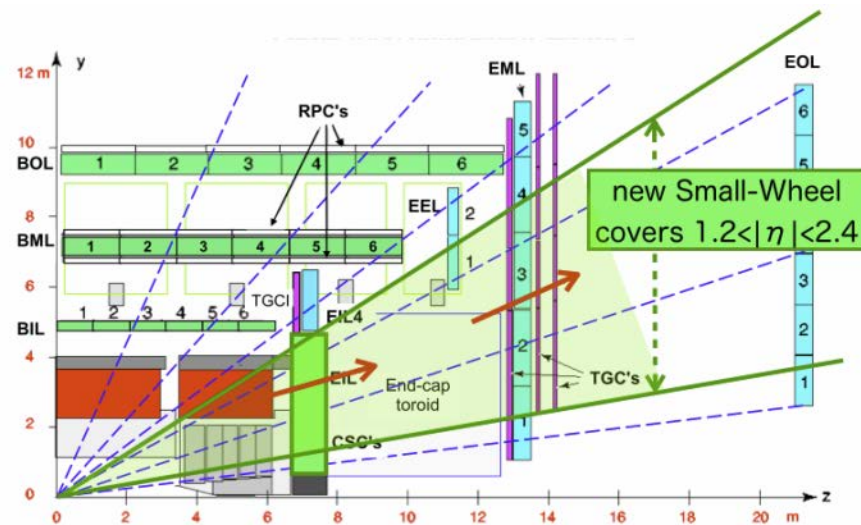 y
12 m
EML
EOL
RPC's
6
5
10
BOL
1 2 3 4 5 6
5
4
new Small-Wheel
covers 1.2<|η|<2.4
8
EEL
2
BML
1 2 3 4 5 6
1
3
3
6
TGCI
EIL4
2
BIL
1 2 3 4 5 6
4
EIL
End-cap
toroid
2
TGC's
1
2
CSC's
1
0
z
0 2 4 6 8 10 12 14 16 18 20
m